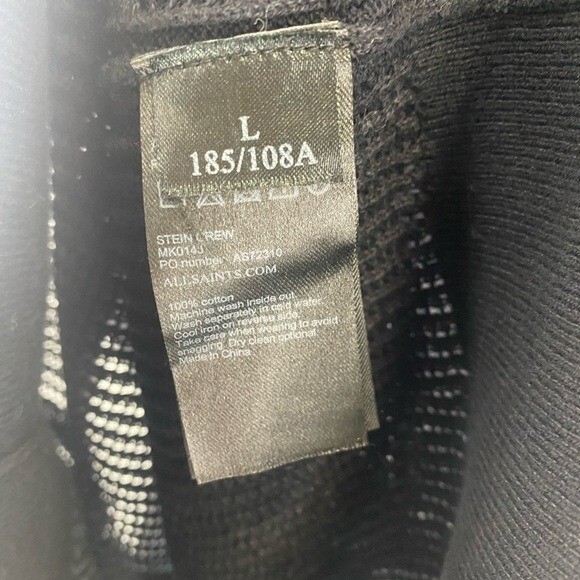 L
185/108A
STEIN CREW
PO number: AS72310
ALLSAINTS.COM
100% cotton
Machine wash inside out.
Wash separately in cold water.
Cool iron on reverse side.
Take care when wearing to avoid
snagging. Dry clean optional.
Made in China